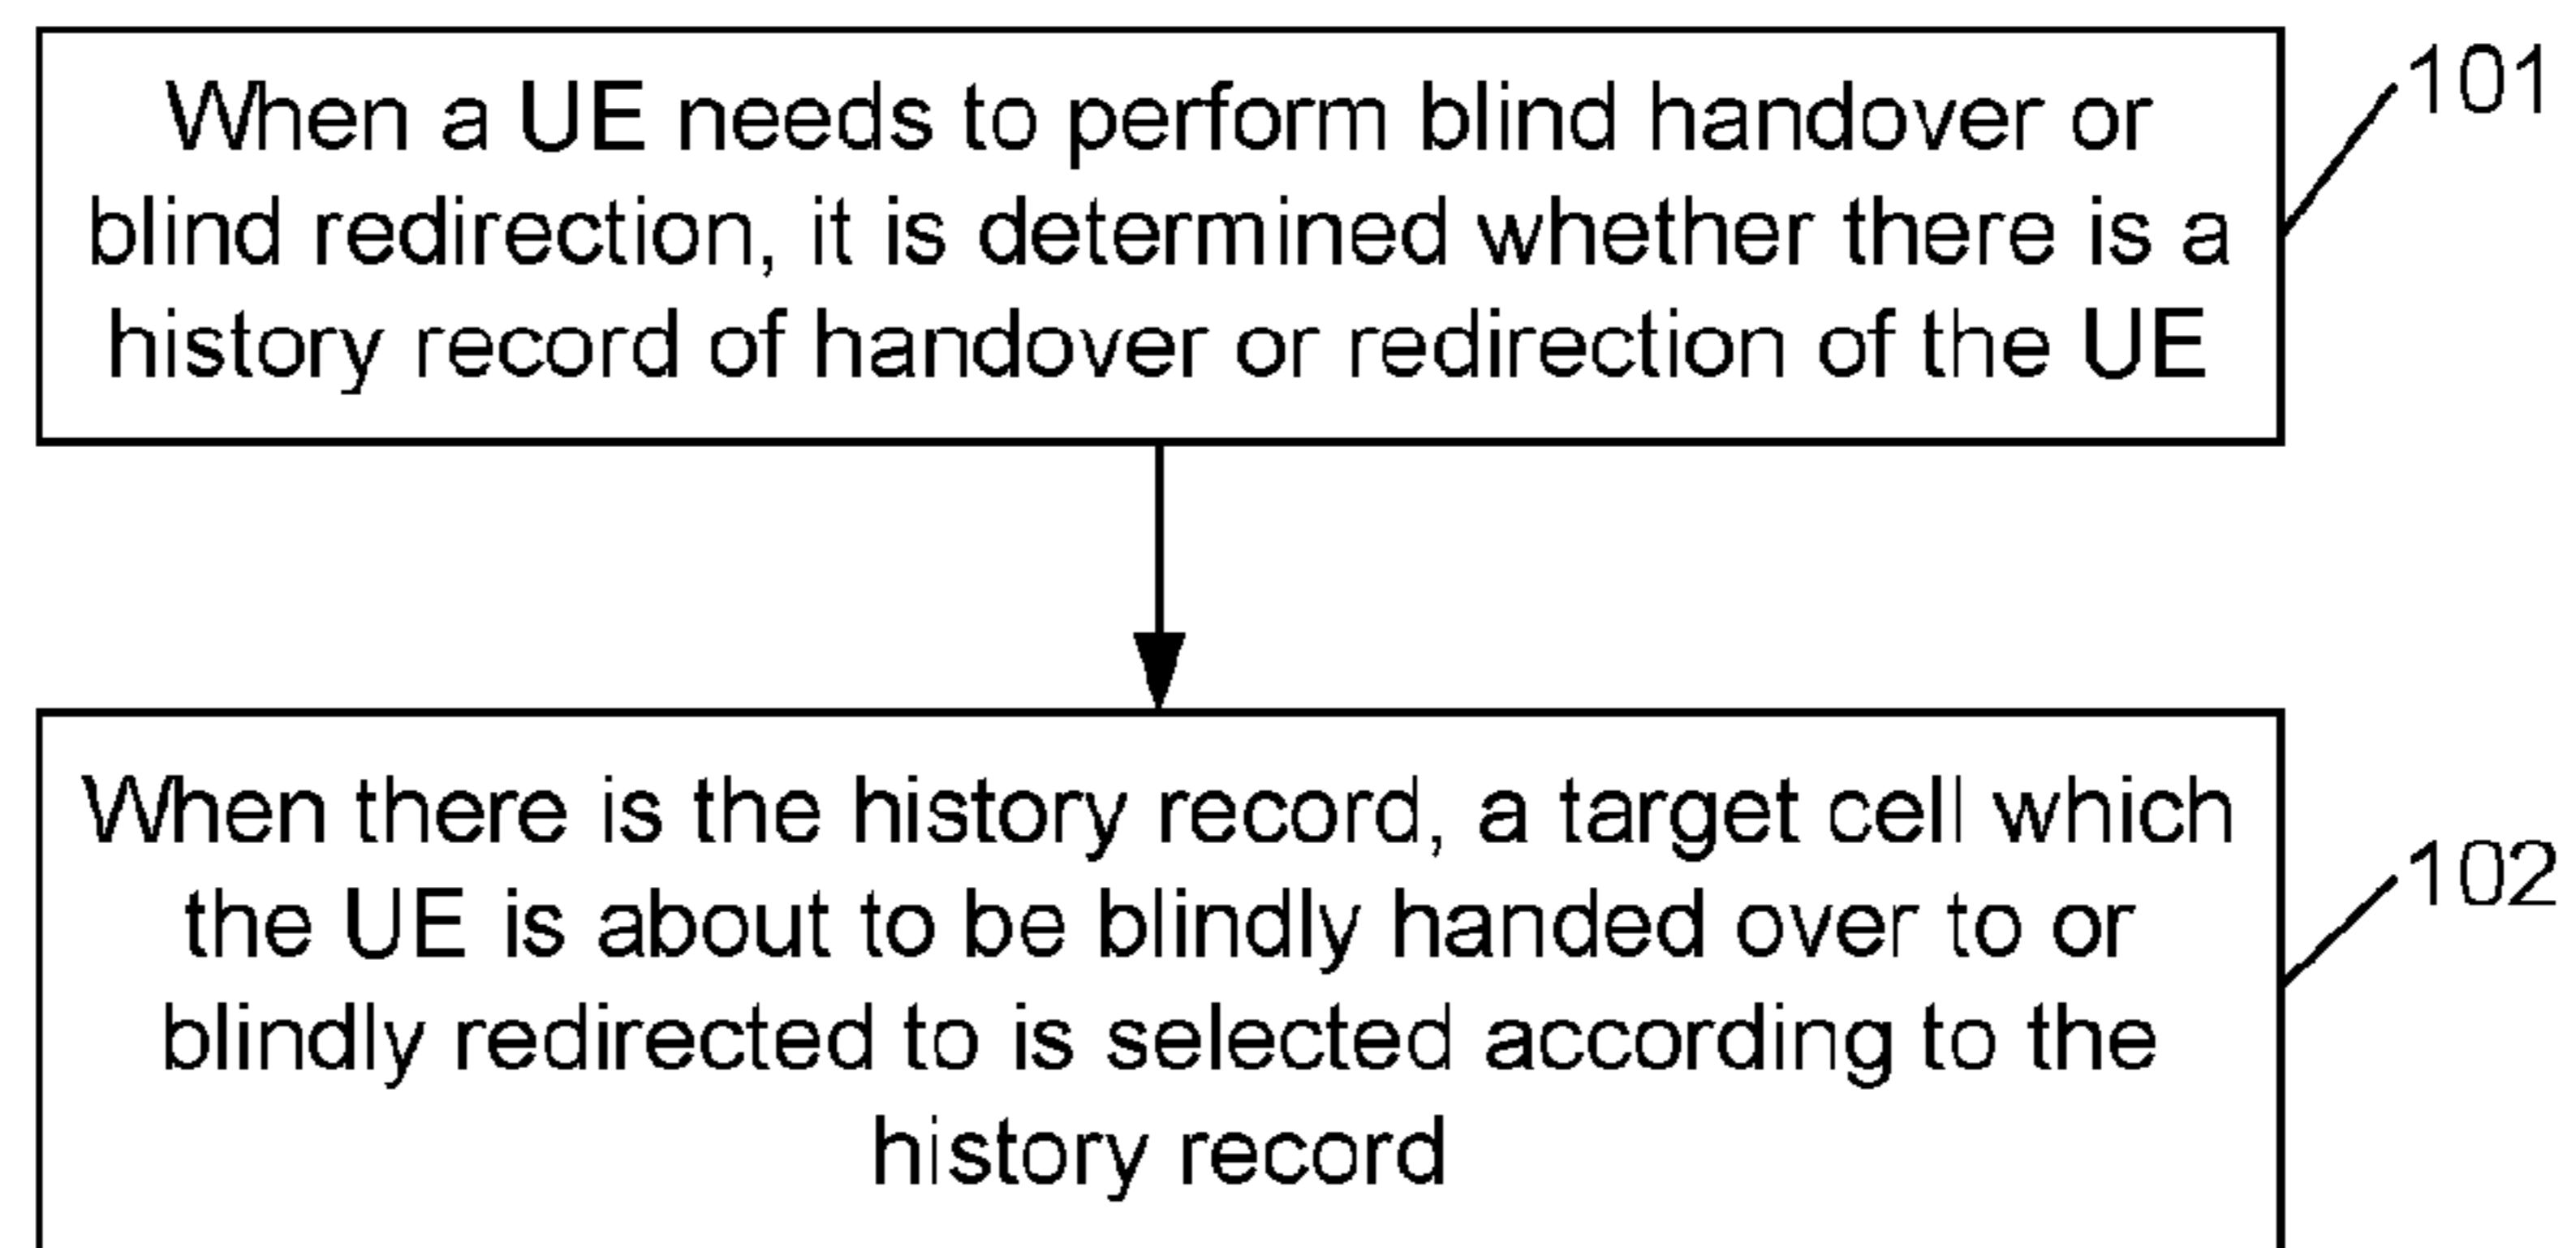 When a UE needs to perform blind handover or
blind redirection, it is determined whether there is a
history record of handover or redirection of the UE
101
When there is the history record, a target cell which
the UE is about to be blindly handed over to or
blindly redirected to is selected according to the
history record
102